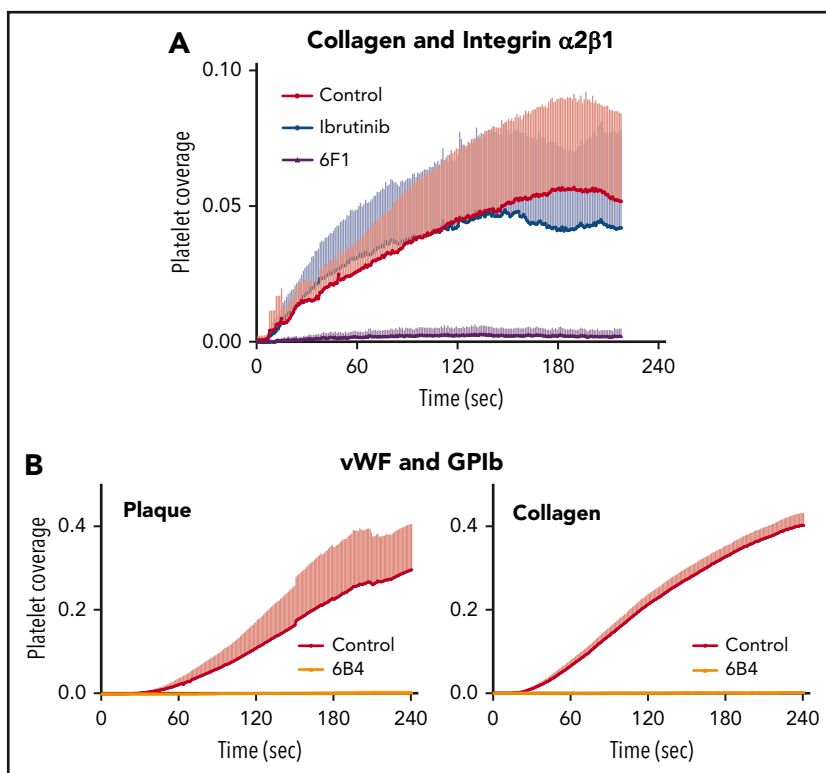 A
Collagen and Integrin α2β1
0.10
Control
Ibrutinib
6F1
Platelet coverage
0.05
0.00
0 60 120 180 240
Time (sec)
B
vWF and GPIb
Plaque
Platelet coverage
0.4
0.2
0.0
Control
6B4
0 60 120 180 240
Time (sec)
Collagen
0.4
0.2
0.0
Control
6B4
0 60 120 180 240
Time (sec)